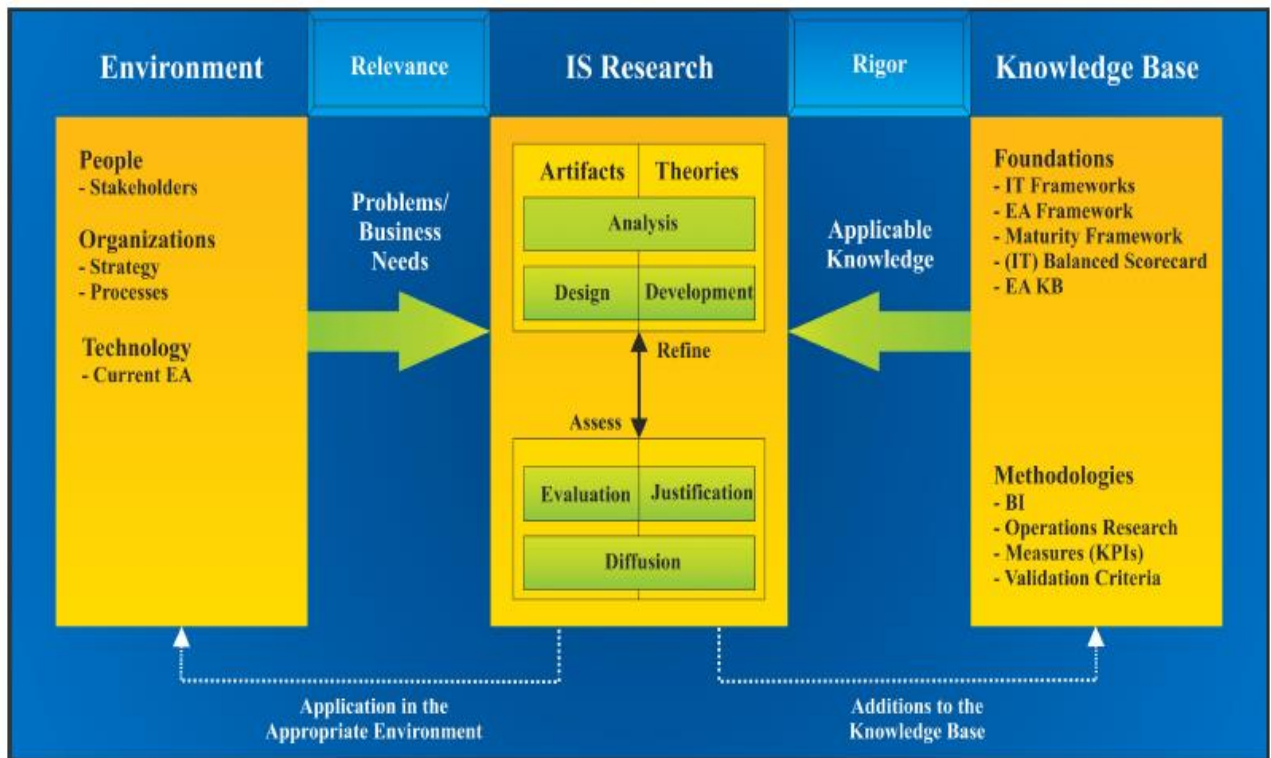 Environment
Relevance
IS Research
Rigor
Knowledge Base
People
- Stakeholders
Organizations
- Strategy
- Processes
Technology
- Current EA
Problems/
Business
Needs
Artifacts
Theories
Analysis
Design
Development
Refine
Assess
Evaluation
Justification
Diffusion
Applicable
Knowledge
Foundations
- IT Frameworks
- EA Framework
- Maturity Framework
- (IT) Balanced Scorecard
- EA KB
Methodologies
- BI
- Operations Research
- Measures (KPIs)
- Validation Criteria
Application in the
Appropriate Environment
Additions to the
Knowledge Base